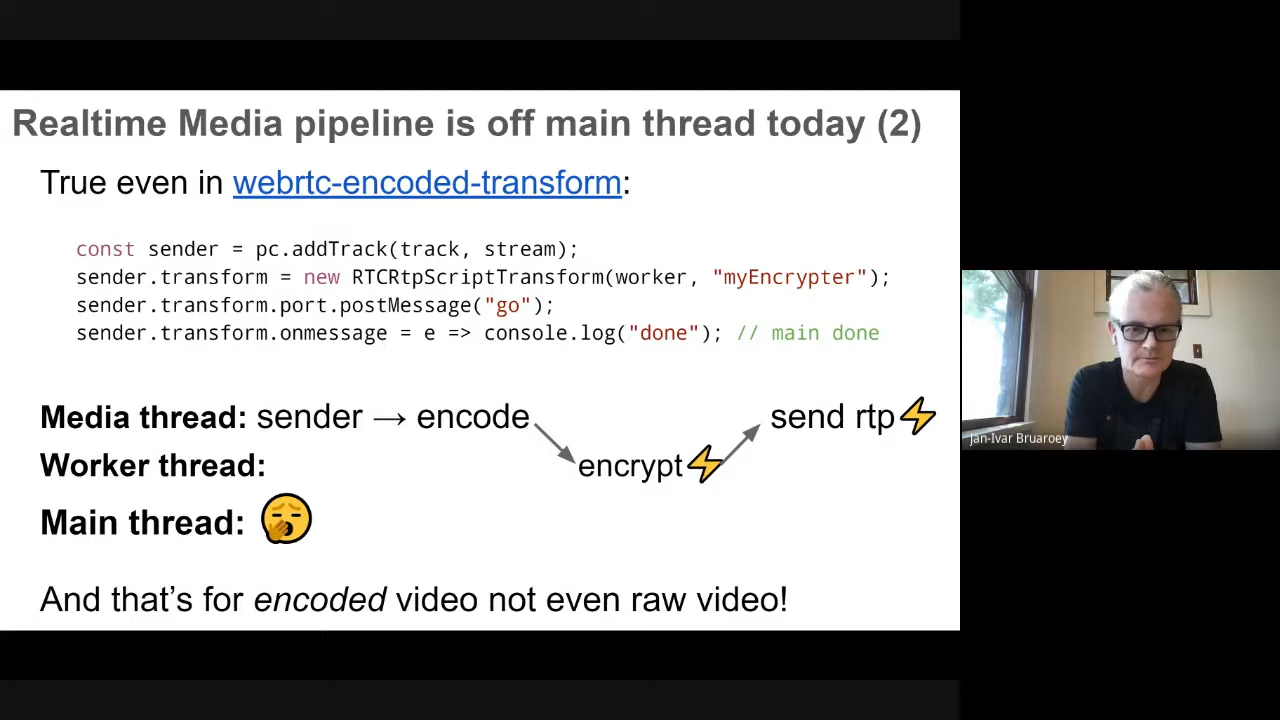 Realtime Media pipeline is off main thread today (2)
True even in webrtc-encoded-transform:
const sender = pc.addTrack(track, stream);
sender.transform = new RTCRtpScriptTransform(worker, "myEncrypter");
sender.transform.port.postMessage("go");
sender.transform.onmessage = e => console.log("done"); // main done
Media thread: sender → encode send rtp⚡
Worker thread: encrypt⚡
Main thread: 🥱
And that's for encoded video not even raw video!
Jan-Ivar Bruaroey